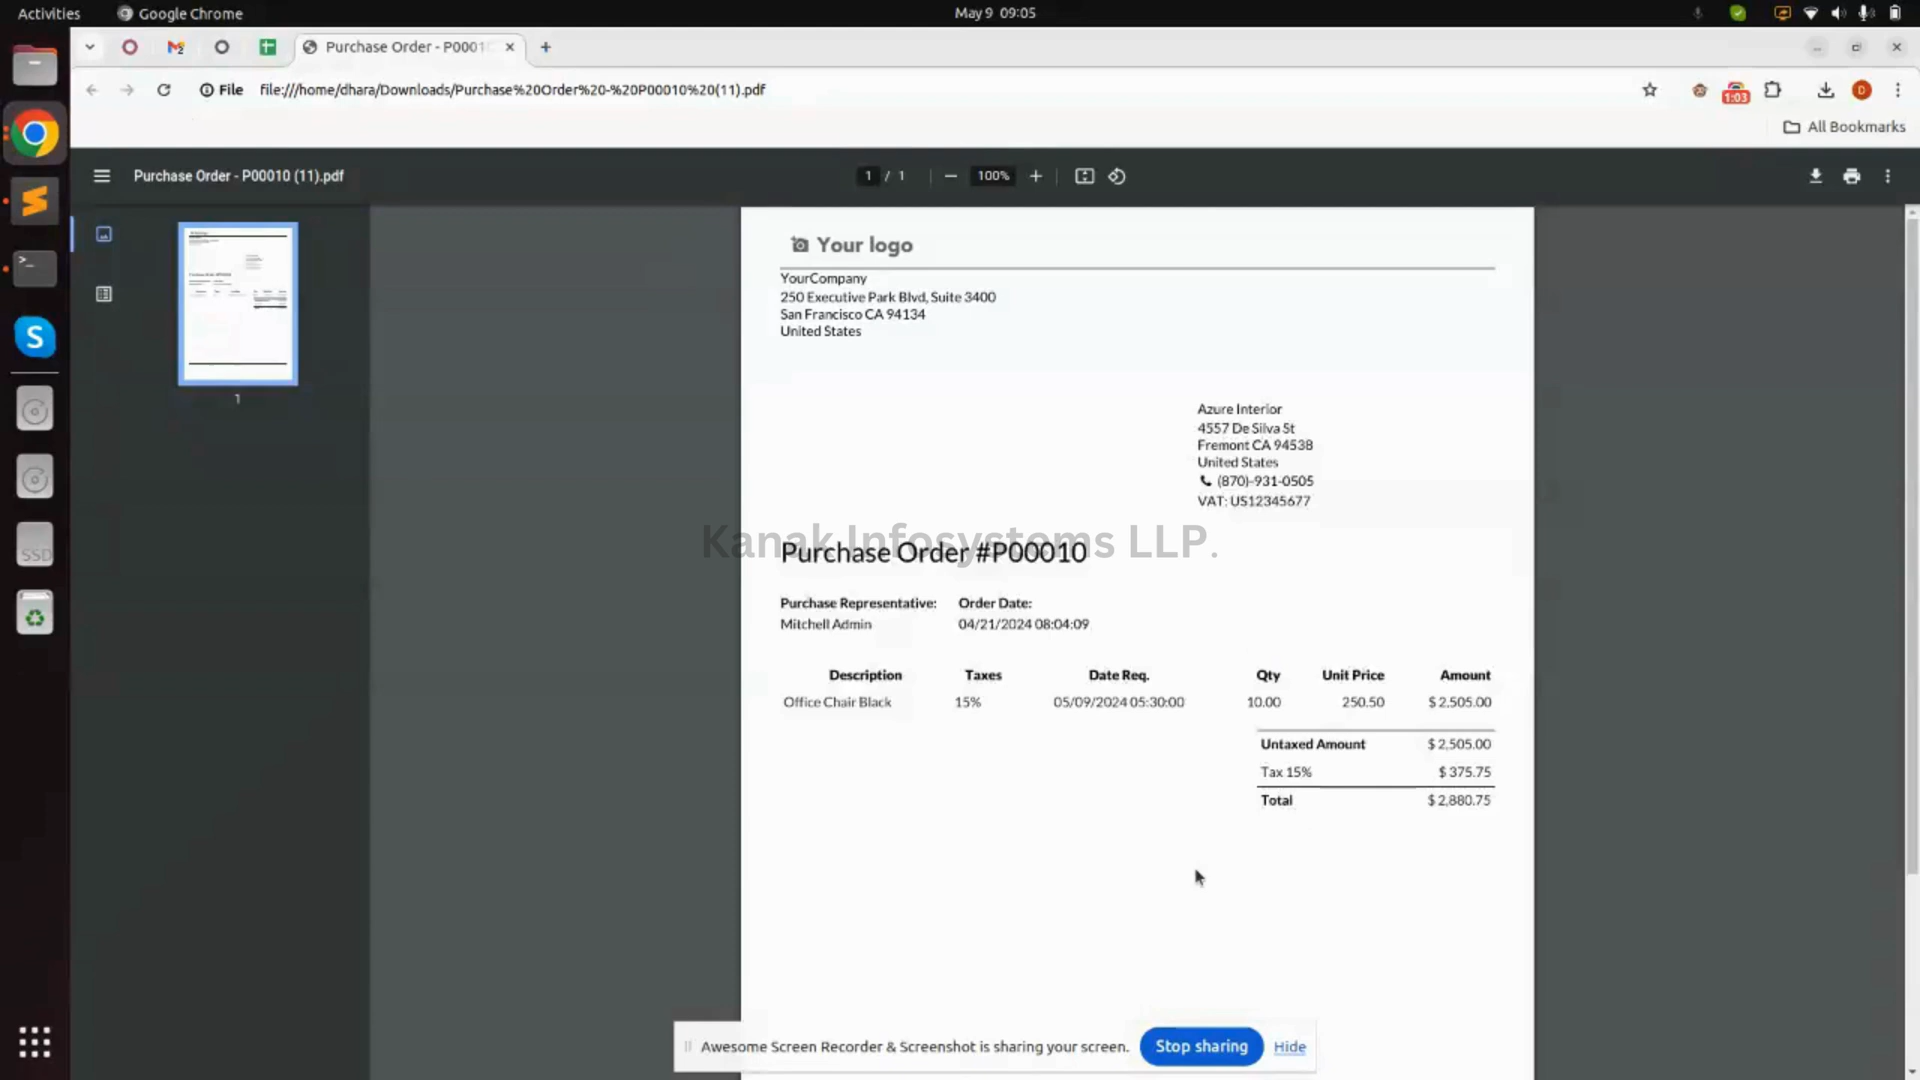 Activities Google Chrome May 9 09:05
Purchase Order - P0001
File file:///home/dhara/Downloads/Purchase%20Order%20-%20P00010%20(11).pdf 1:03 D
All Bookmarks
Purchase Order - P00010 (11).pdf 1 / 1 100%
1
S
SSD
Your logo
YourCompany
250 Executive Park Blvd, Suite 3400
San Francisco CA 94134
United States
Azure Interior
4557 De Silva St
Fremont CA 94538
United States
(870)-931-0505
VAT: US12345677
Kanak Infosystems LLP.
Purchase Order #P00010
Purchase Representative: Order Date:
Mitchell Admin 04/21/2024 08:04:09
Description Taxes Date Req. Qty Unit Price Amount
Office Chair Black 15% 05/09/2024 05:30:00 10.00 250.50 $ 2,505.00
Untaxed Amount $ 2,505.00
Tax 15% $ 375.75
Total $ 2,880.75
Awesome Screen Recorder & Screenshot is sharing your screen. Stop sharing Hide